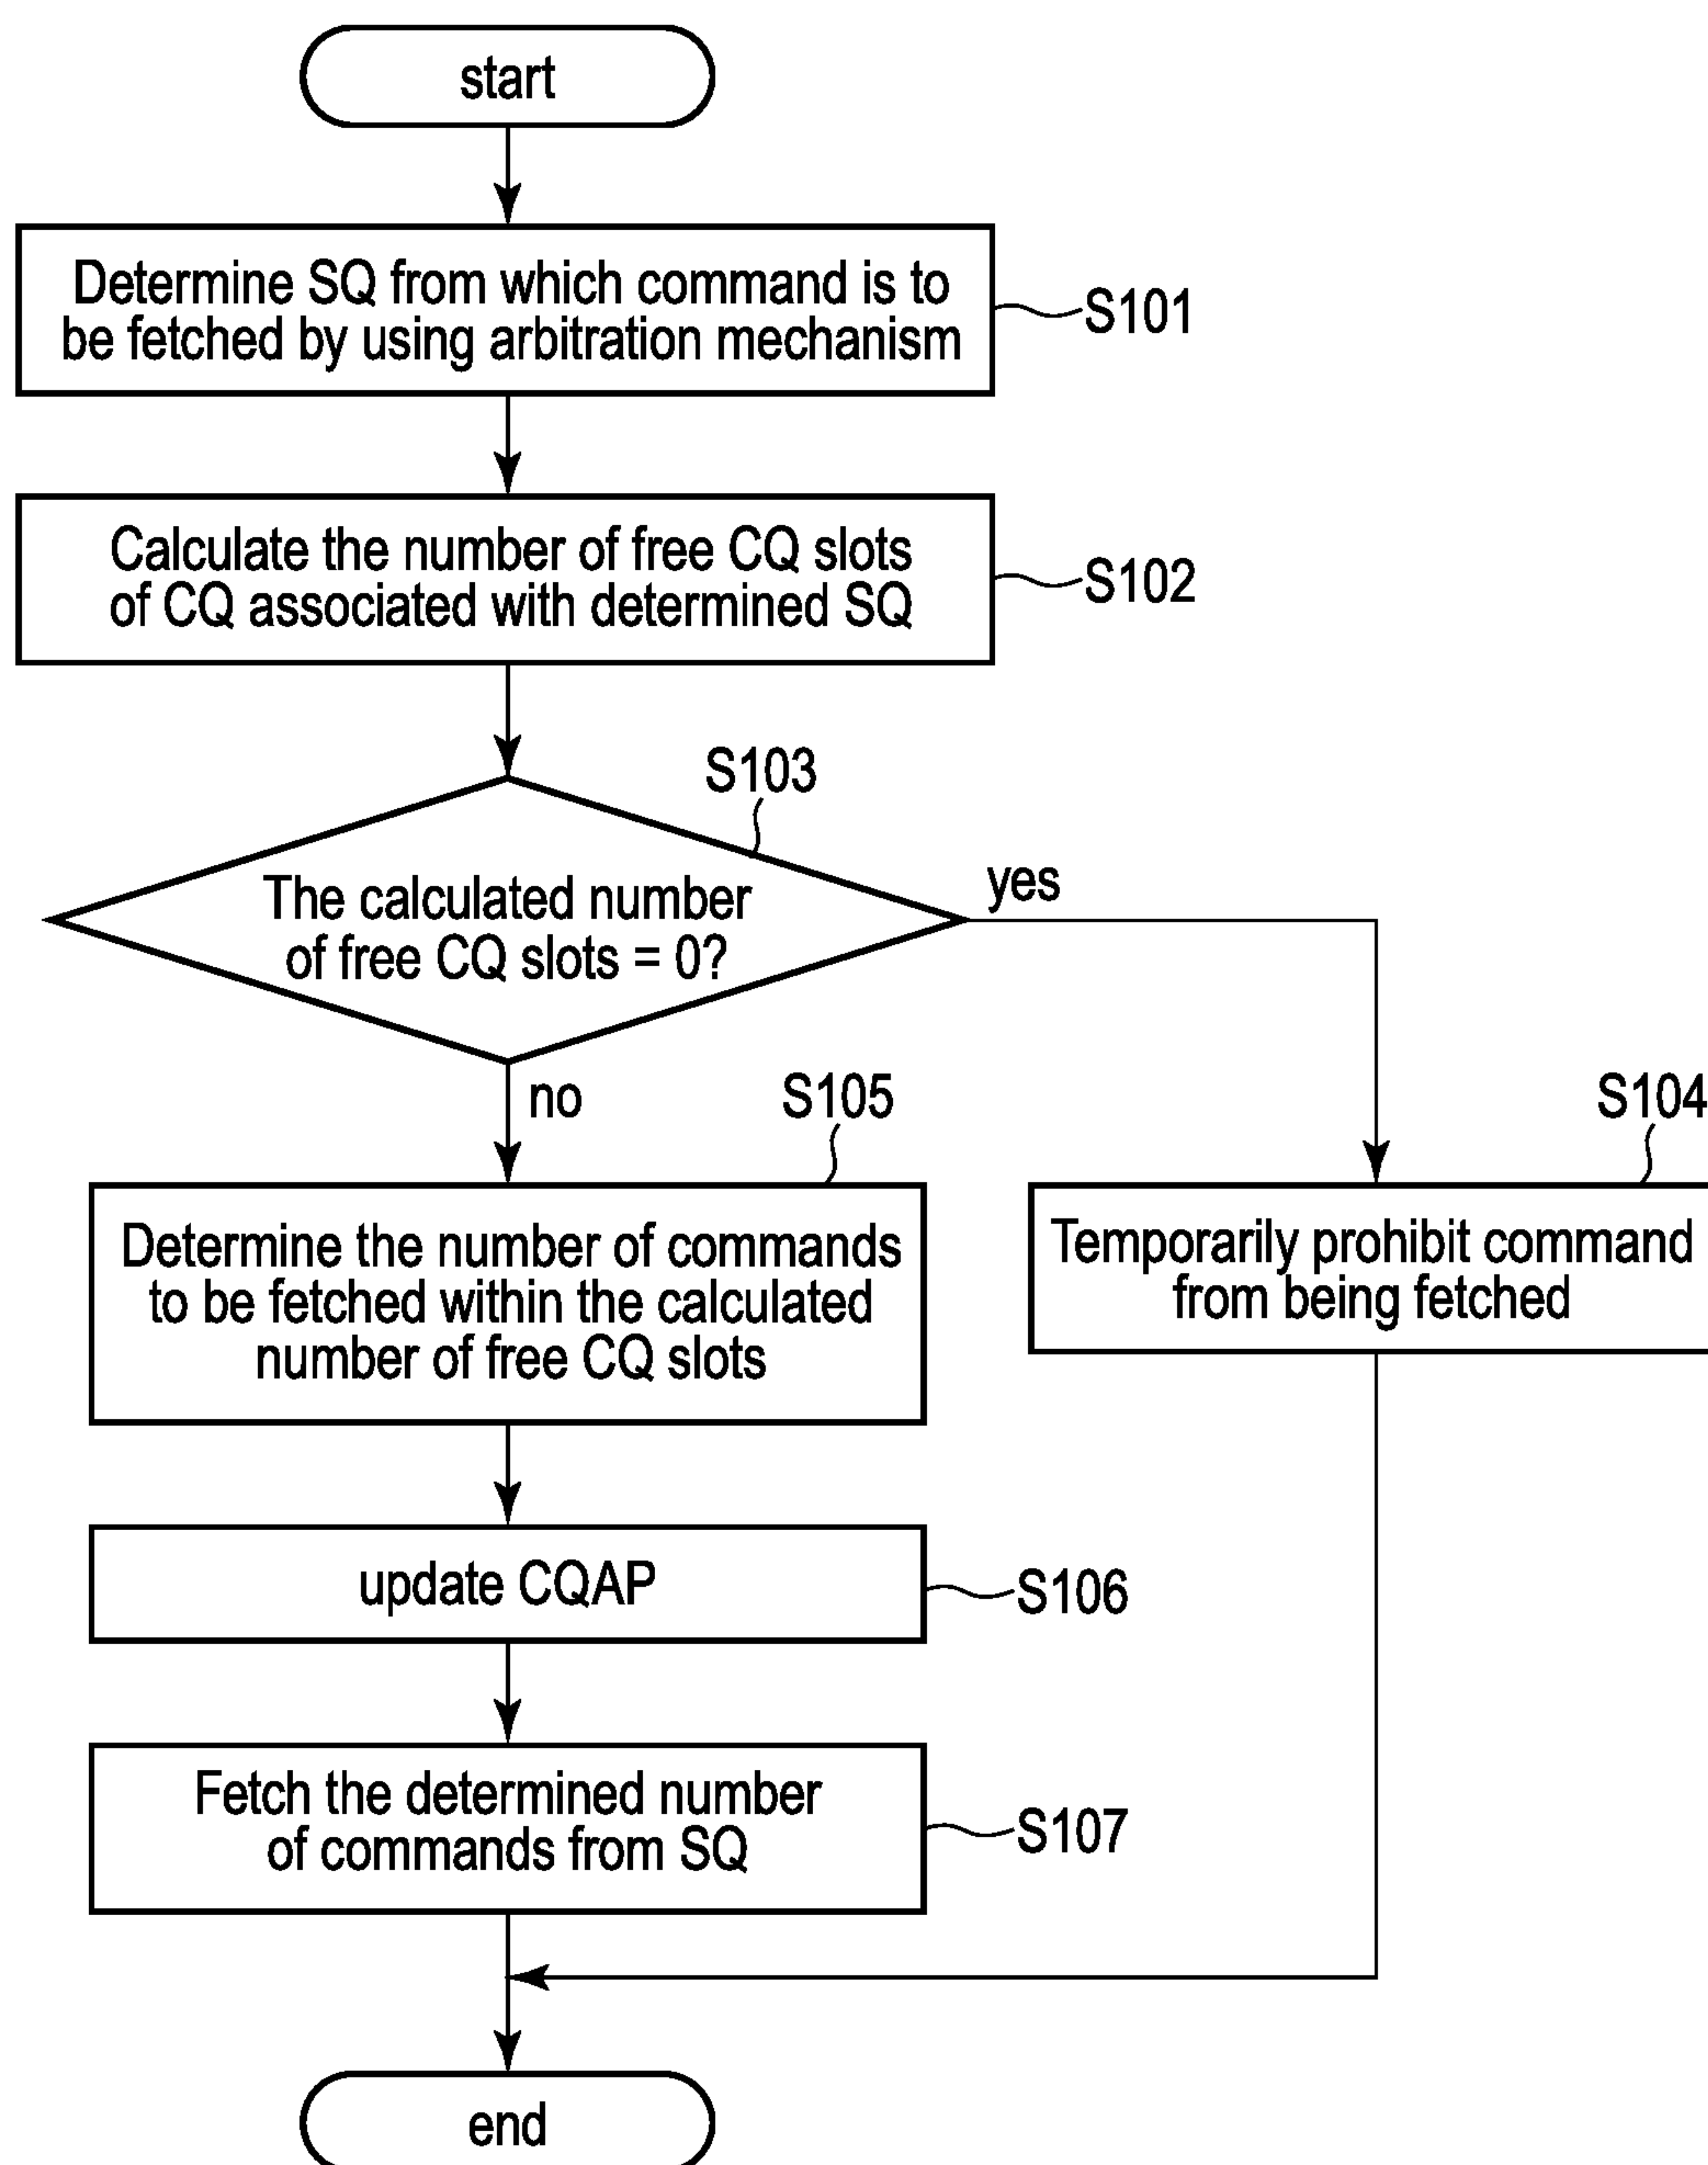 start
Determine SQ from which command is to
be fetched by using arbitration mechanism
S101
Calculate the number of free CQ slots
of CQ associated with determined SQ
S102
S103
The calculated number
of free CQ slots = 0?
yes
no
S105
S104
Determine the number of commands
to be fetched within the calculated
number of free CQ slots
Temporarily prohibit command
from being fetched
update CQAP
S106
Fetch the determined number
of commands from SQ
S107
end